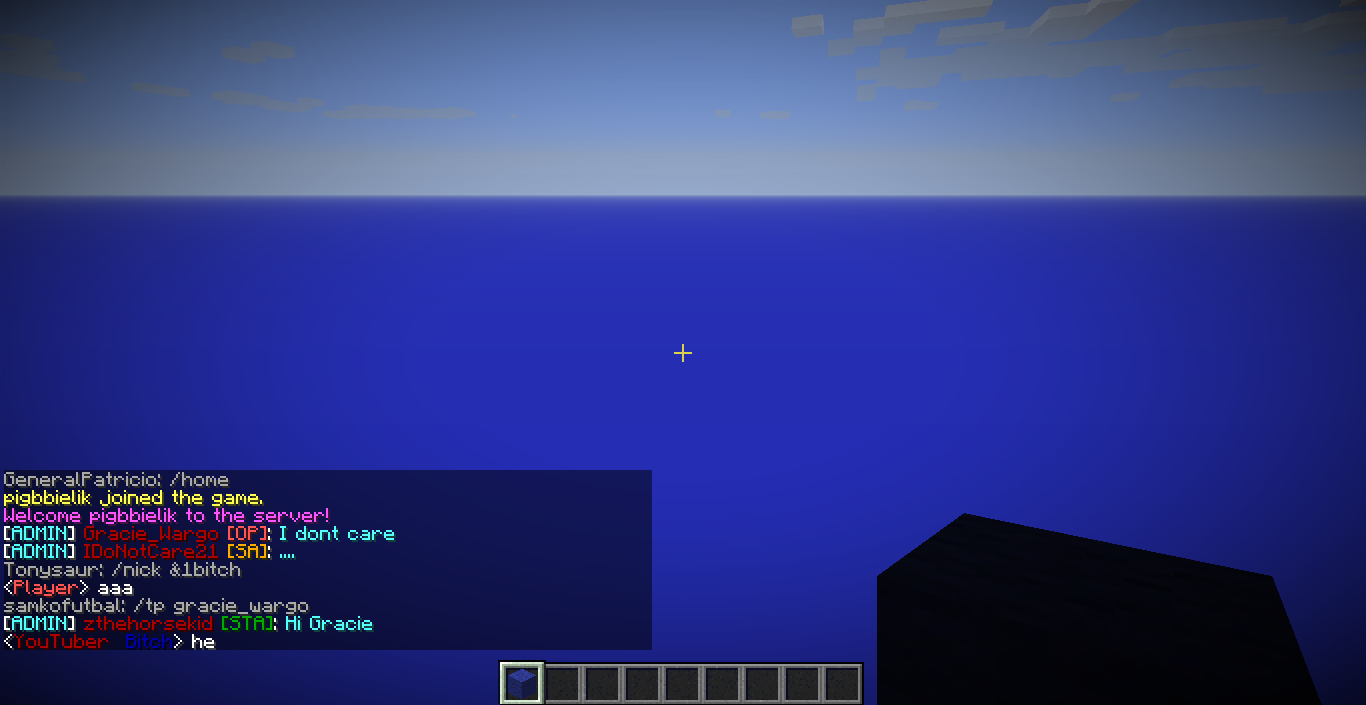 GeneralPatricio: /home
pigbbielik joined the game.
Welcome pigbbielik to the server!
[ADMIN] Gracie_Wargo [OP]: I dont care
[ADMIN] IDoNotCare21 [SA]: ....
Tonysaur: /nick &1bitch
<Player> aaa
samkofutbal: /tp gracie_wargo
[ADMIN] zthehorsekid [STA]: Hi Gracie
<YouTuber Bitch> he